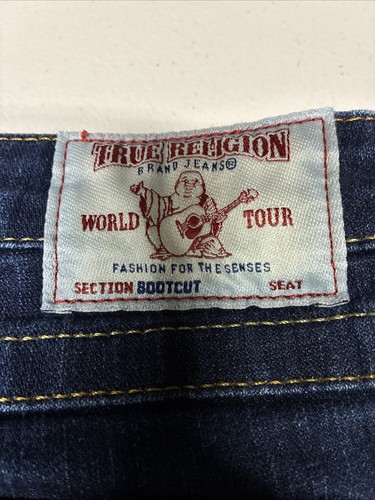 TRUE RELIGION
BRAND JEANS®
WORLD TOUR
FASHION FOR THE SENSES
SECTION BOOTCUT SEAT